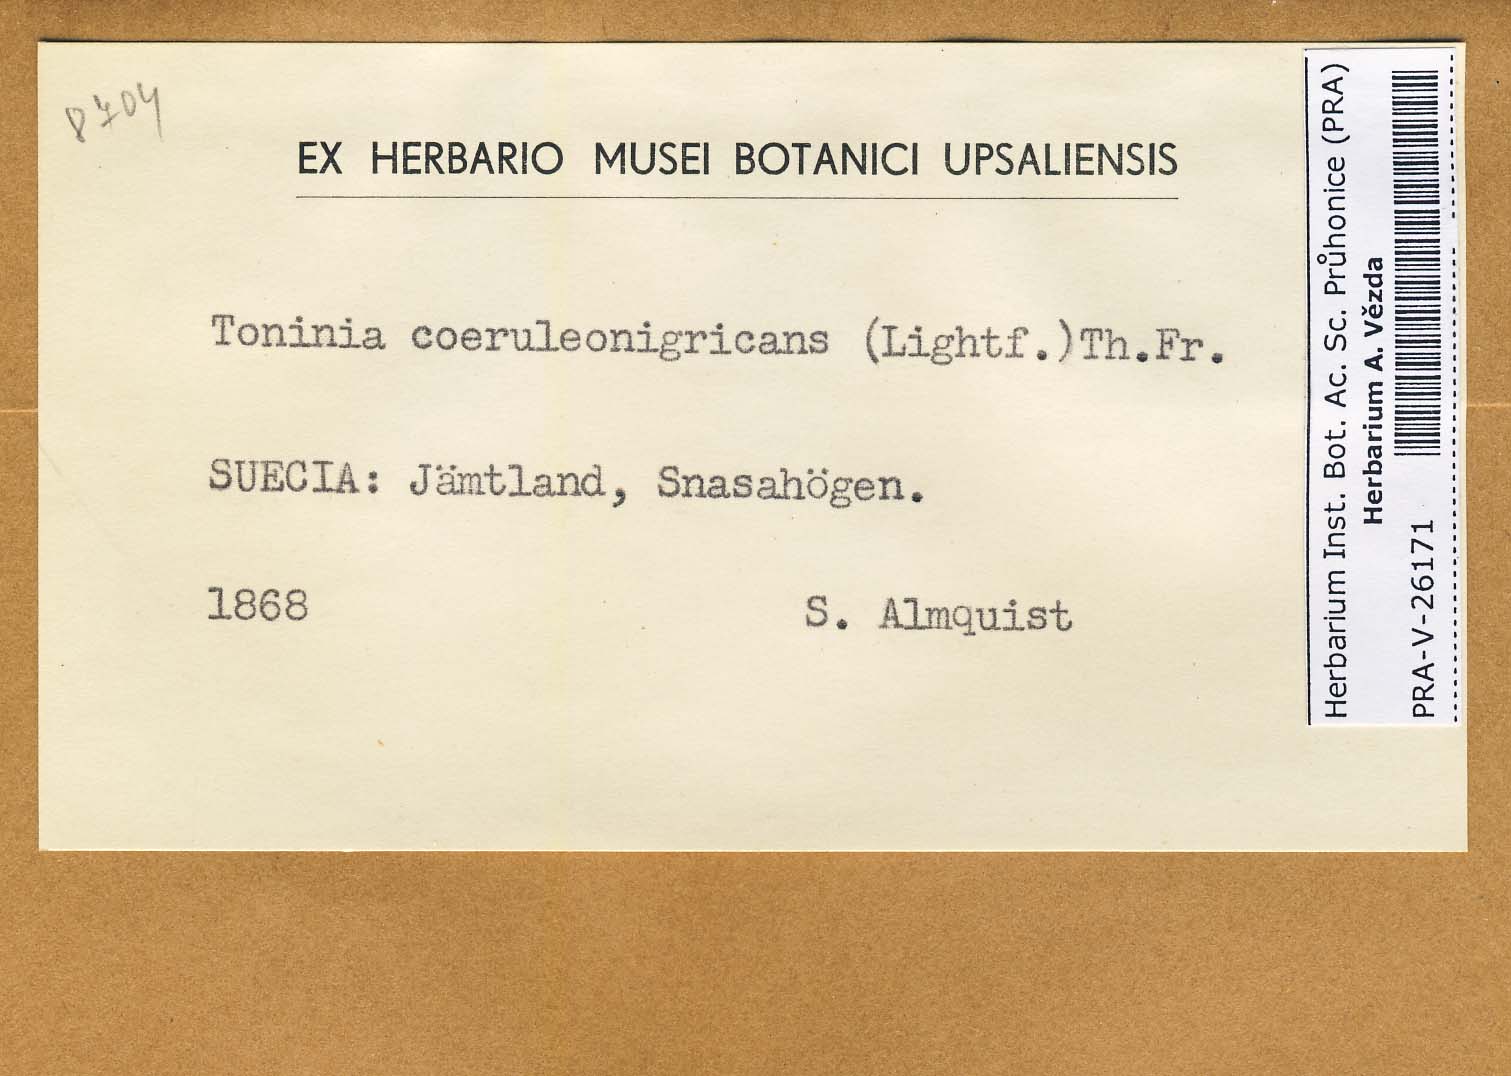 8704
EX HERBARIO MUSEI BOTANICI UPSALIENSIS
Toninia coeruleonigricans (Lightf.)Th.Fr.
SUECIA: Jämtland, Snasahögen.
1868 S. Almquist
Herbarium Inst. Bot. Ac. Sc. Průhonice (PRA)
Herbarium A. Vězda
PRA-V-26171